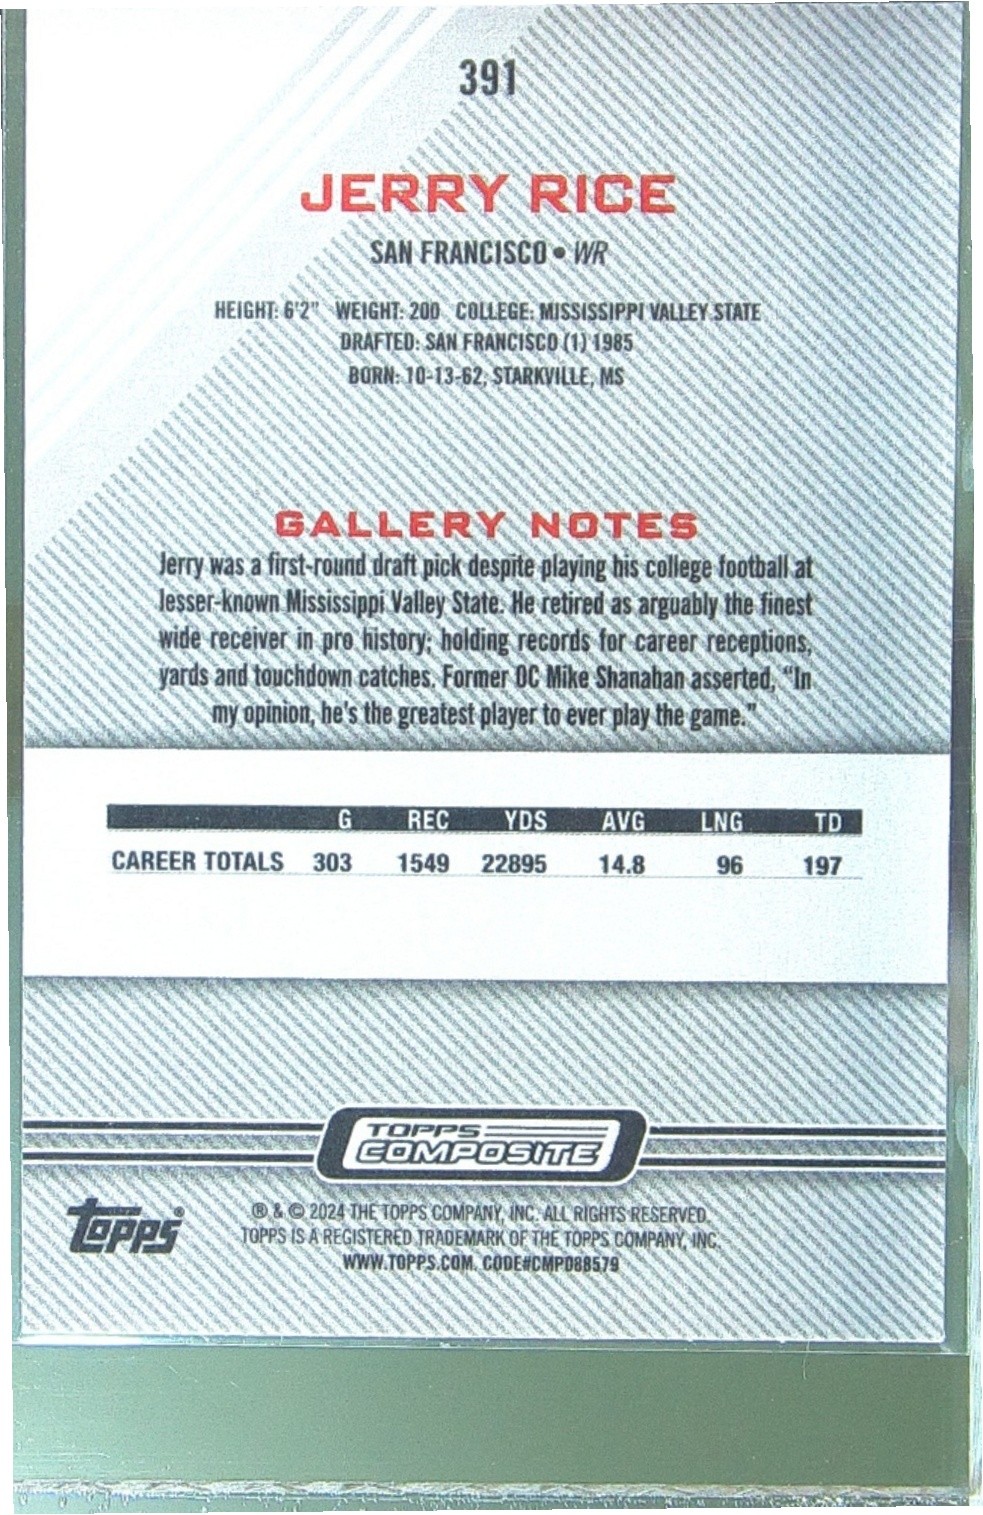 391
JERRY RICE
SAN FRANCISCO • WR
HEIGHT: 6'2" WEIGHT: 200 COLLEGE: MISSISSIPPI VALLEY STATE
DRAFTED: SAN FRANCISCO (1) 1985
BORN: 10-13-62, STARKVILLE, MS
GALLERY NOTES
Jerry was a first-round draft pick despite playing his college football at
lesser-known Mississippi Valley State. He retired as arguably the finest
wide receiver in pro history; holding records for career receptions,
yards and touchdown catches. Former OC Mike Shanahan asserted, “In
my opinion, he's the greatest player to ever play the game.”
G REC YDS AVG LNG TD
CAREER TOTALS 303 1549 22895 14.8 96 197
TOPPS
COMPOSITE
topps®
® & © 2024 THE TOPPS COMPANY, INC. ALL RIGHTS RESERVED.
TOPPS IS A REGISTERED TRADEMARK OF THE TOPPS COMPANY, INC.
WWW.TOPPS.COM. CODE#CMP088579